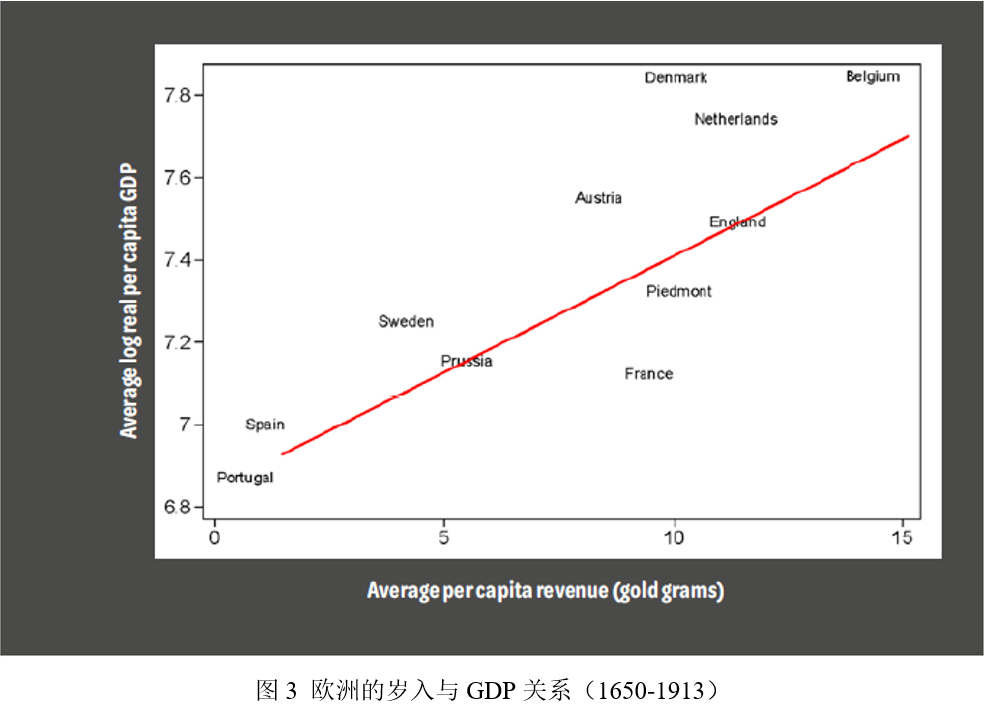 Denmark Belgium
7.8
Netherlands
7.6
Austria
England
7.4
Piedmont
Sweden
7.2
Prussia
France
7
Spain
Portugal
6.8
0 5 10 15
Average log real per capita GDP
Average per capita revenue (gold grams)
图 3 欧洲的岁入与 GDP 关系（1650-1913）